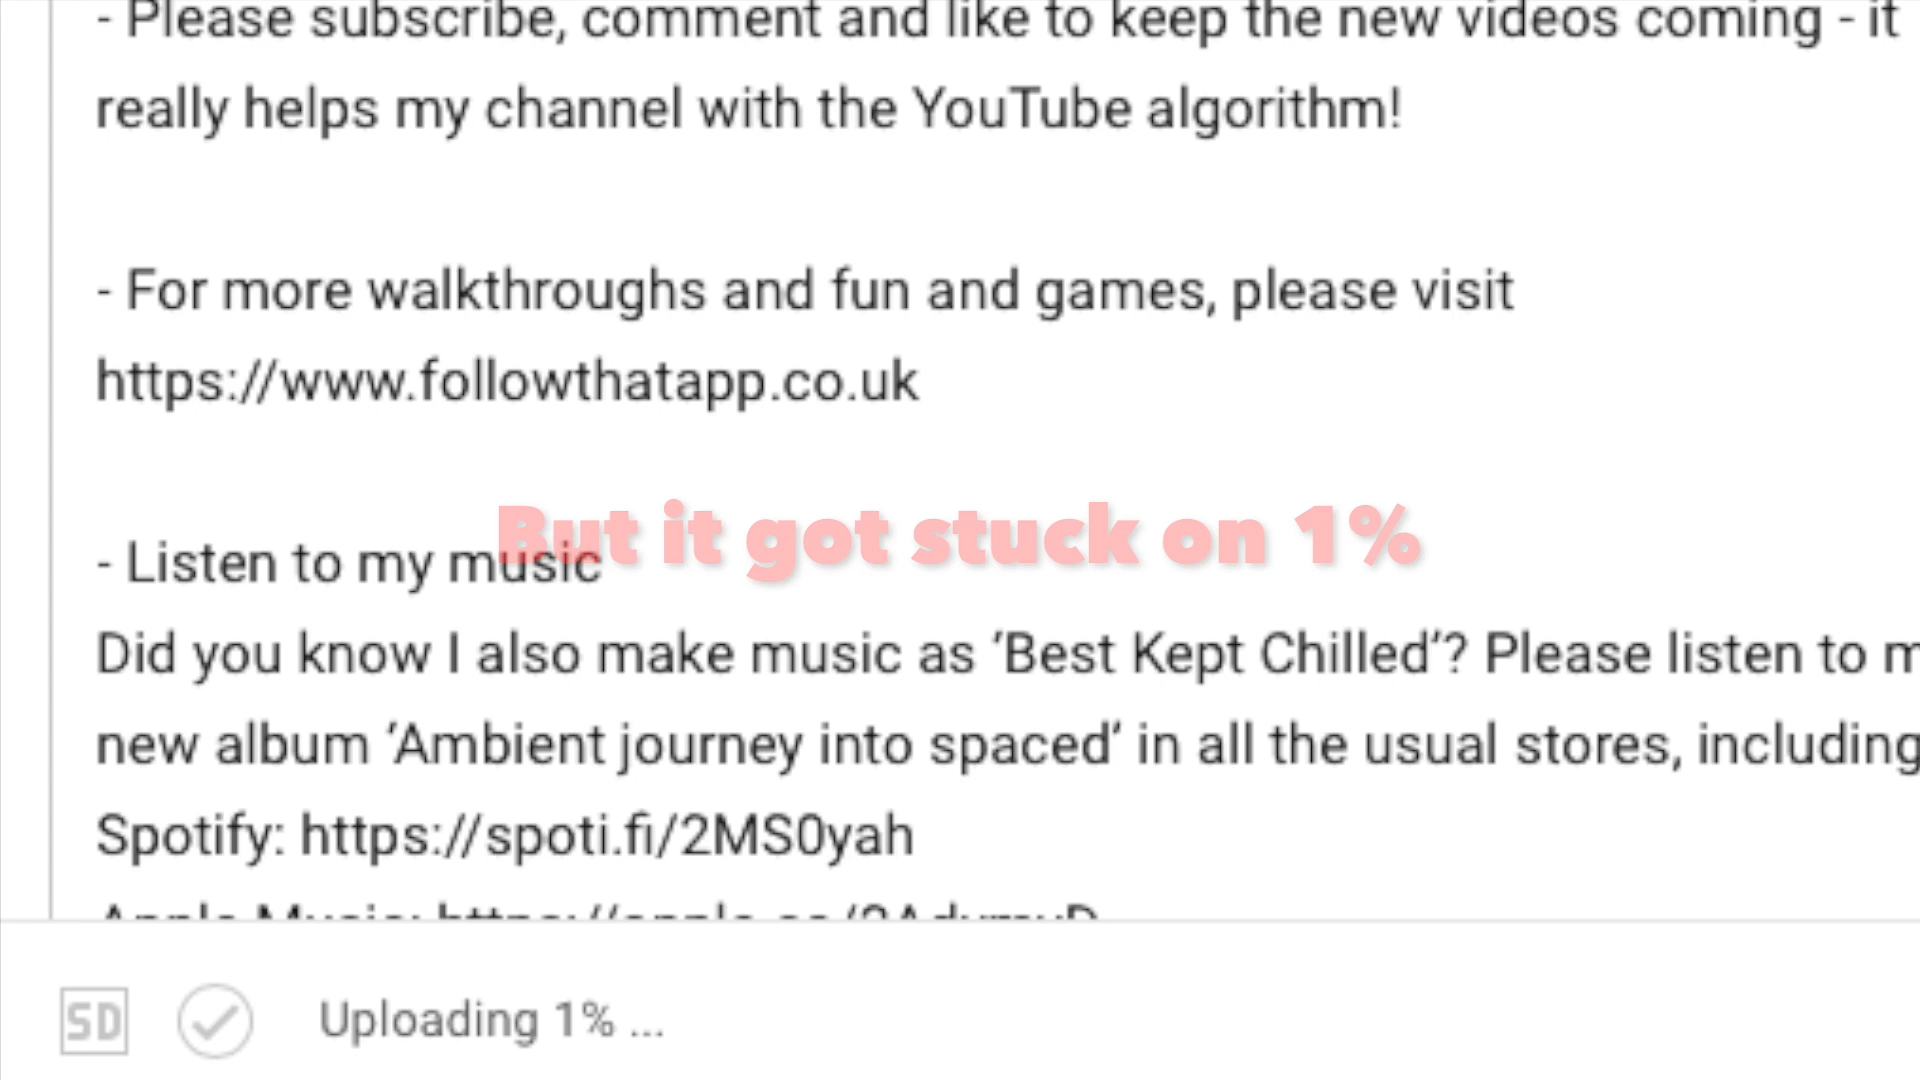 - Please subscribe, comment and like to keep the new videos coming - it
really helps my channel with the YouTube algorithm!
- For more walkthroughs and fun and games, please visit
https://www.followthatapp.co.uk
But it got stuck on 1%
- Listen to my music
Did you know I also make music as ‘Best Kept Chilled’? Please listen to m
new album ‘Ambient journey into spaced’ in all the usual stores, including
Spotify: https://spoti.fi/2MS0yah
Apple Music:
SD
Uploading 1% ...